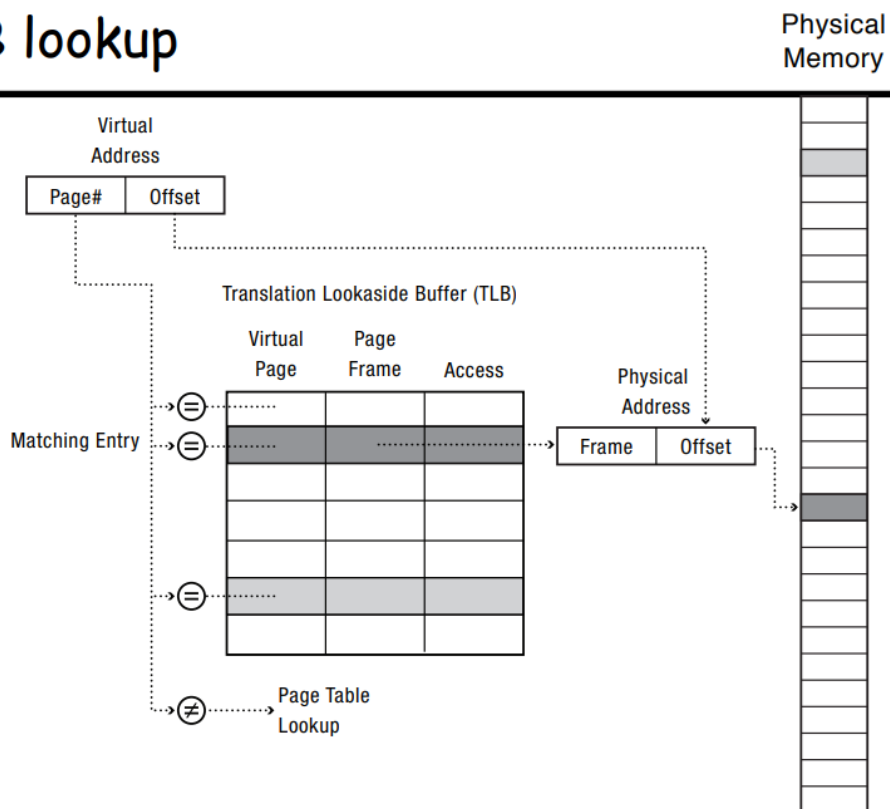 lookup
Physical
Memory
Virtual
Address
Page# Offset
Translation Lookaside Buffer (TLB)
Virtual
Page
Page
Frame
Access
Physical
Address
Matching Entry
=
=
Frame Offset
=
≠
Page Table
Lookup